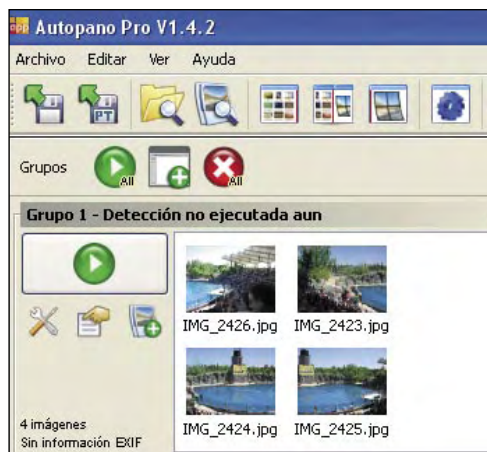 Autopano Pro V1.4.2
Archivo Editar Ver Ayuda
PT
Grupos All All
Grupo 1 - Detección no ejecutada aun
IMG_2426.jpg IMG_2423.jpg
IMG_2424.jpg IMG_2425.jpg
4 imágenes
Sin información EXIF